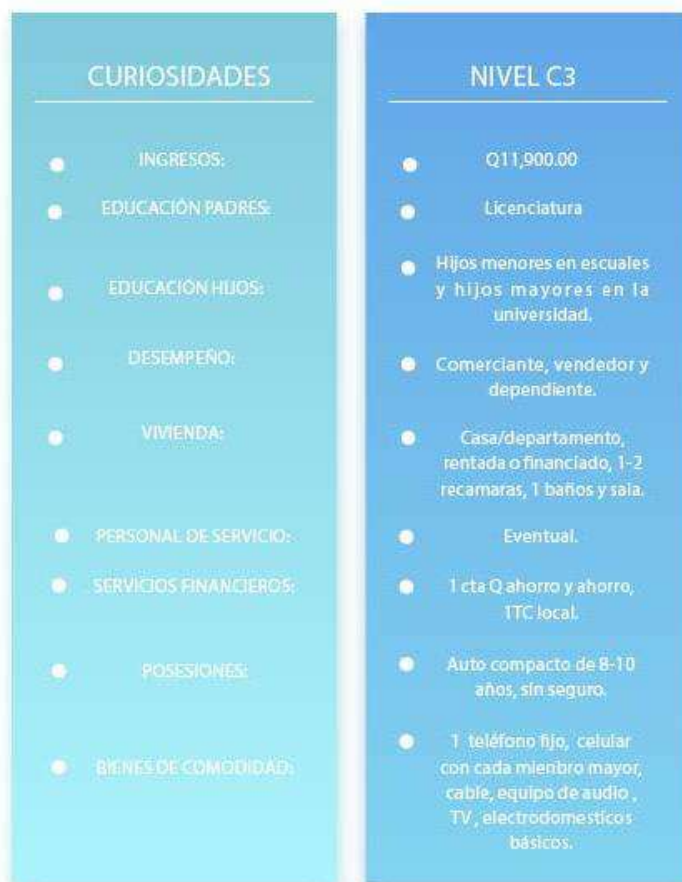 CURIOSIDADES
INGRESOS:
EDUCACIÓN PADRES:
EDUCACIÓN HIJOS:
DESEMPEÑO:
VIVIENDA:
PERSONAL DE SERVICIO:
SERVICIOS FINANCIEROS:
POSESIONES:
BIENES DE COMODIDAD:
NIVEL C3
Q11,900.00
Licenciatura
Hijos menores en escuales
y hijos mayores en la
universidad.
Comerciante, vendedor y
dependiente.
Casa/departamento,
rentada o financiado, 1-2
recamaras, 1 baños y sala.
Eventual.
1 cta Q ahorro y ahorro,
1TC local.
Auto compacto de 8-10
años, sin seguro.
1 teléfono fijo, celular
con cada mienbro mayor,
cable, equipo de audio ,
TV , electrodomesticos
básicos.